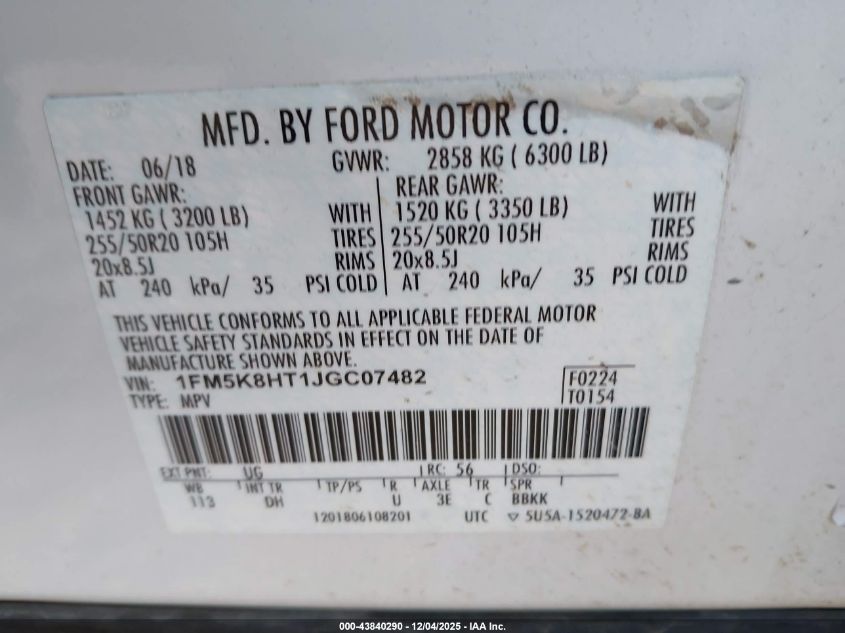 MFD. BY FORD MOTOR CO.
DATE: 06/18 GVWR: 2858 KG ( 6300 LB)
FRONT GAWR: REAR GAWR:
1452 KG ( 3200 LB) WITH 1520 KG ( 3350 LB) WITH
255/50R20 105H TIRES 255/50R20 105H TIRES
20x8.5J RIMS 20x8.5J RIMS
AT 240 kPa/ 35 PSI COLD AT 240 kPa/ 35 PSI COLD
THIS VEHICLE CONFORMS TO ALL APPLICABLE FEDERAL MOTOR
VEHICLE SAFETY STANDARDS IN EFFECT ON THE DATE OF
MANUFACTURE SHOWN ABOVE.
VIN: 1FM5K8HT1JGC07482 F0224
TYPE: MPV T0154
EXT PNT: UG RC: 56 DSO:
WB INT TR TP/PS R AXLE TR SPR
113 DH U 3E C BBKK
1201806108201 UTC ▽ 5U5A-1520472-BA
000-43840290 - 12/04/2025 - IAA Inc.